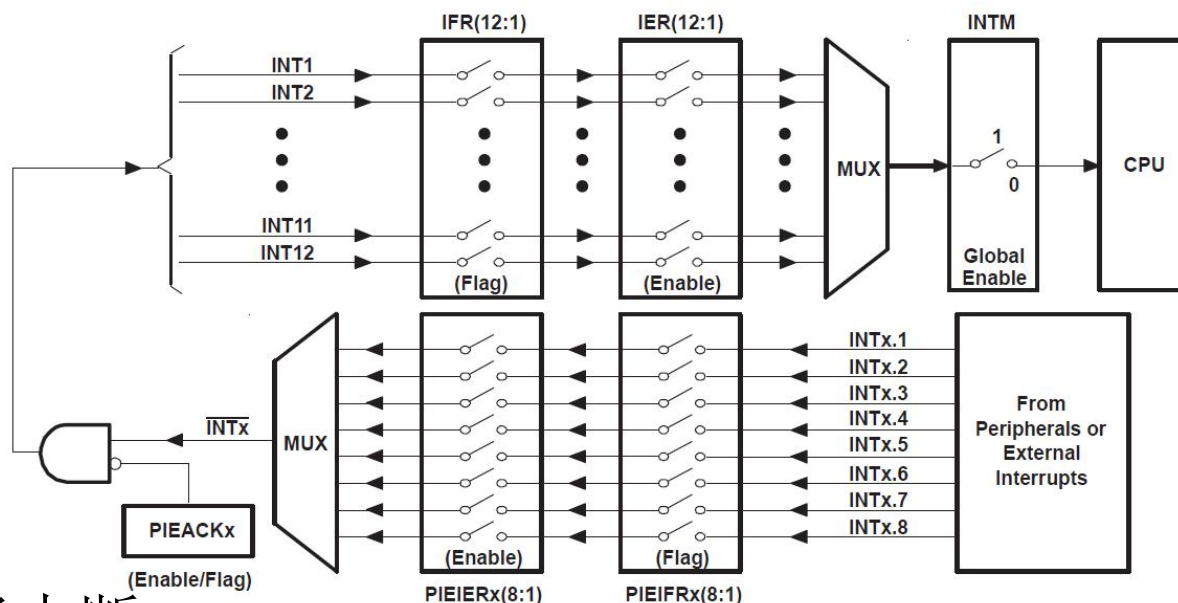 IFR(12:1)
IER(12:1)
INTM
INT1
INT2
INT11
INT12
(Flag)
(Enable)
MUX
1
0
Global
Enable
CPU
INTx.1
INTx.2
INTx.3
INTx.4
INTx.5
INTx.6
INTx.7
INTx.8
From
Peripherals or
External
Interrupts
MUX
INTx
PIEACKx
(Enable/Flag)
(Enable)
(Flag)
PIEIERx(8:1)
PIEIFRx(8:1)